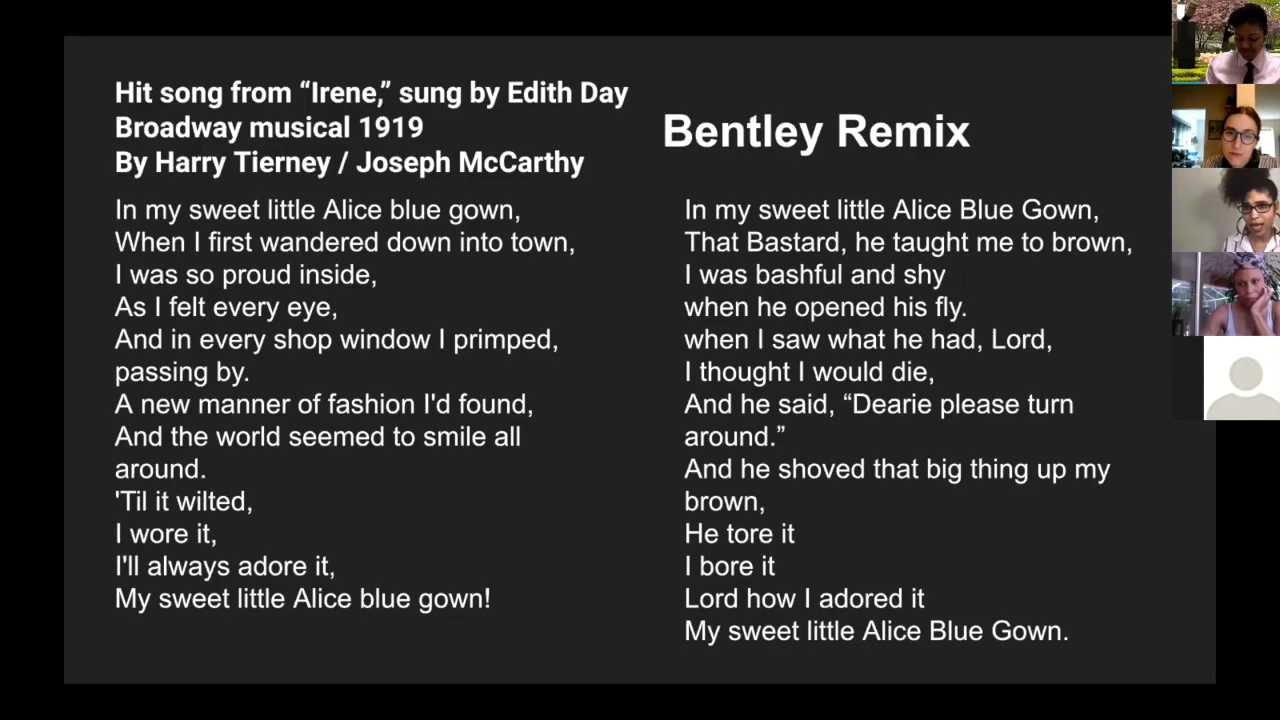 Hit song from “Irene,” sung by Edith Day
Broadway musical 1919
By Harry Tierney / Joseph McCarthy
In my sweet little Alice blue gown,
When I first wandered down into town,
I was so proud inside,
As I felt every eye,
And in every shop window I primped,
passing by.
A new manner of fashion I'd found,
And the world seemed to smile all
around.
'Til it wilted,
I wore it,
I'll always adore it,
My sweet little Alice blue gown!
Bentley Remix
In my sweet little Alice Blue Gown,
That Bastard, he taught me to brown,
I was bashful and shy
when he opened his fly.
when I saw what he had, Lord,
I thought I would die,
And he said, “Dearie please turn
around.”
And he shoved that big thing up my
brown,
He tore it
I bore it
Lord how I adored it
My sweet little Alice Blue Gown.